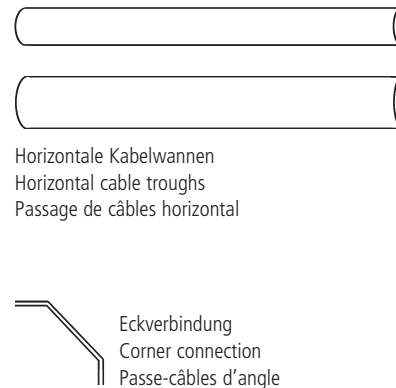 Horizontale Kabelwannen
Horizontal cable troughs
Passage de câbles horizontal
Eckverbindung
Corner connection
Passe-câbles d’angle